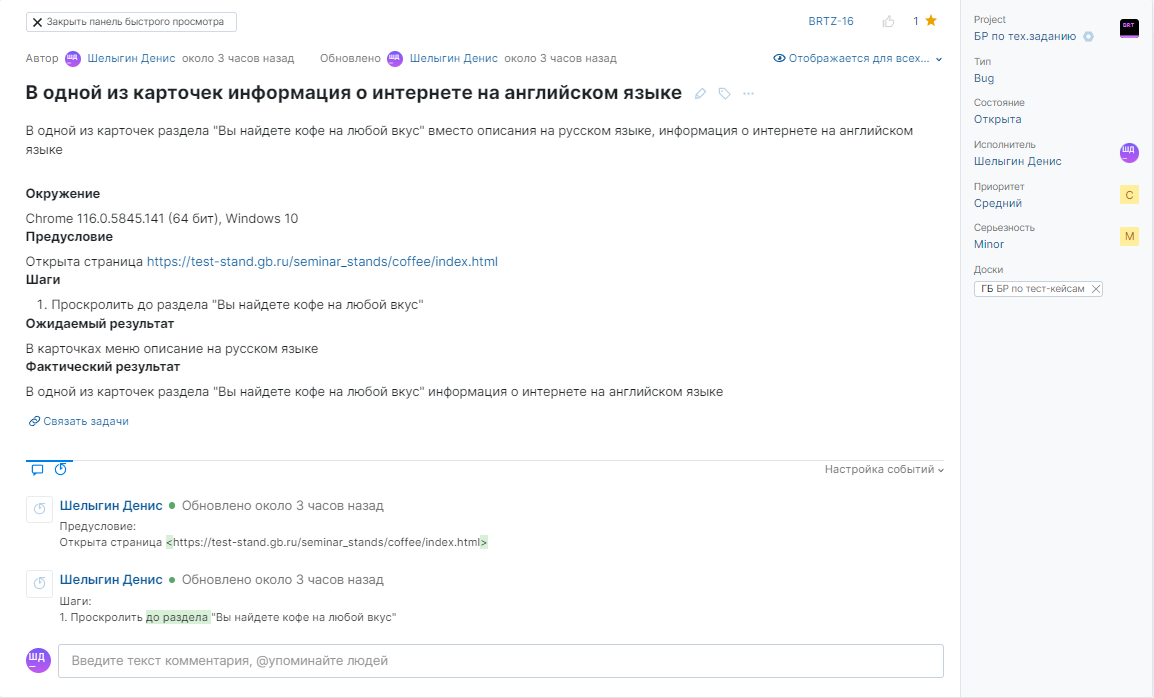 Закрыть панель быстрого просмотра
BRTZ-16
1
Автор ШД Шелыгин Денис около 3 часов назад Обновлено ШД Шелыгин Денис около 3 часов назад
Отображается для всех...
В одной из карточек информация о интернете на английском языке
В одной из карточек раздела "Вы найдете кофе на любой вкус" вместо описания на русском языке, информация о интернете на английском
языке
Окружение
Chrome 116.0.5845.141 (64 бит), Windows 10
Предусловие
Открыта страница https://test-stand.gb.ru/seminar_stands/coffee/index.html
Шаги
1. Проскролить до раздела "Вы найдете кофе на любой вкус"
Ожидаемый результат
В карточках меню описание на русском языке
Фактический результат
В одной из карточек раздела "Вы найдете кофе на любой вкус" информация о интернете на английском языке
Связать задачи
Настройка событий
Шелыгин Денис Обновлено около 3 часов назад
Предусловие:
Открыта страница <https://test-stand.gb.ru/seminar_stands/coffee/index.html>
Шелыгин Денис Обновлено около 3 часов назад
Шаги:
1. Проскролить до раздела "Вы найдете кофе на любой вкус"
ШД
Введите текст комментария, @упоминайте людей
Project
БР по тех.заданию
BRT
Тип
Bug
Состояние
Открыта
Исполнитель
Шелыгин Денис
ШД
Приоритет
Средний
С
Серьезность
Minor
M
Доски
ГБ БР по тест-кейсам